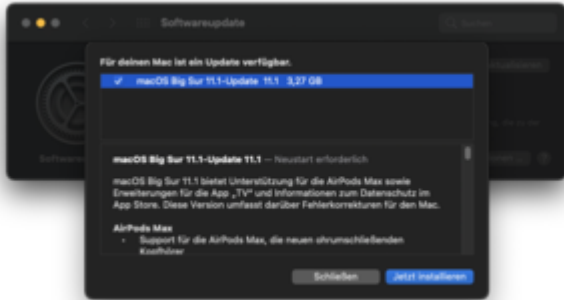 Softwareupdate
Suchen
Für deinen Mac ist ein Update verfügbar.
macOS Big Sur 11.1-Update 11.1 3,27 GB
macOS Big Sur 11.1-Update 11.1 — Neustart erforderlich
macOS Big Sur 11.1 bietet Unterstützung für die AirPods Max sowie
Erweiterungen für die App „TV“ und Informationen zum Datenschutz im
App Store. Diese Version umfasst darüber Fehlerkorrekturen für den Mac.
AirPods Max
• Support für die AirPods Max, die neuen ohrumschließenden
Kopfhörer
Schließen
Jetzt installieren